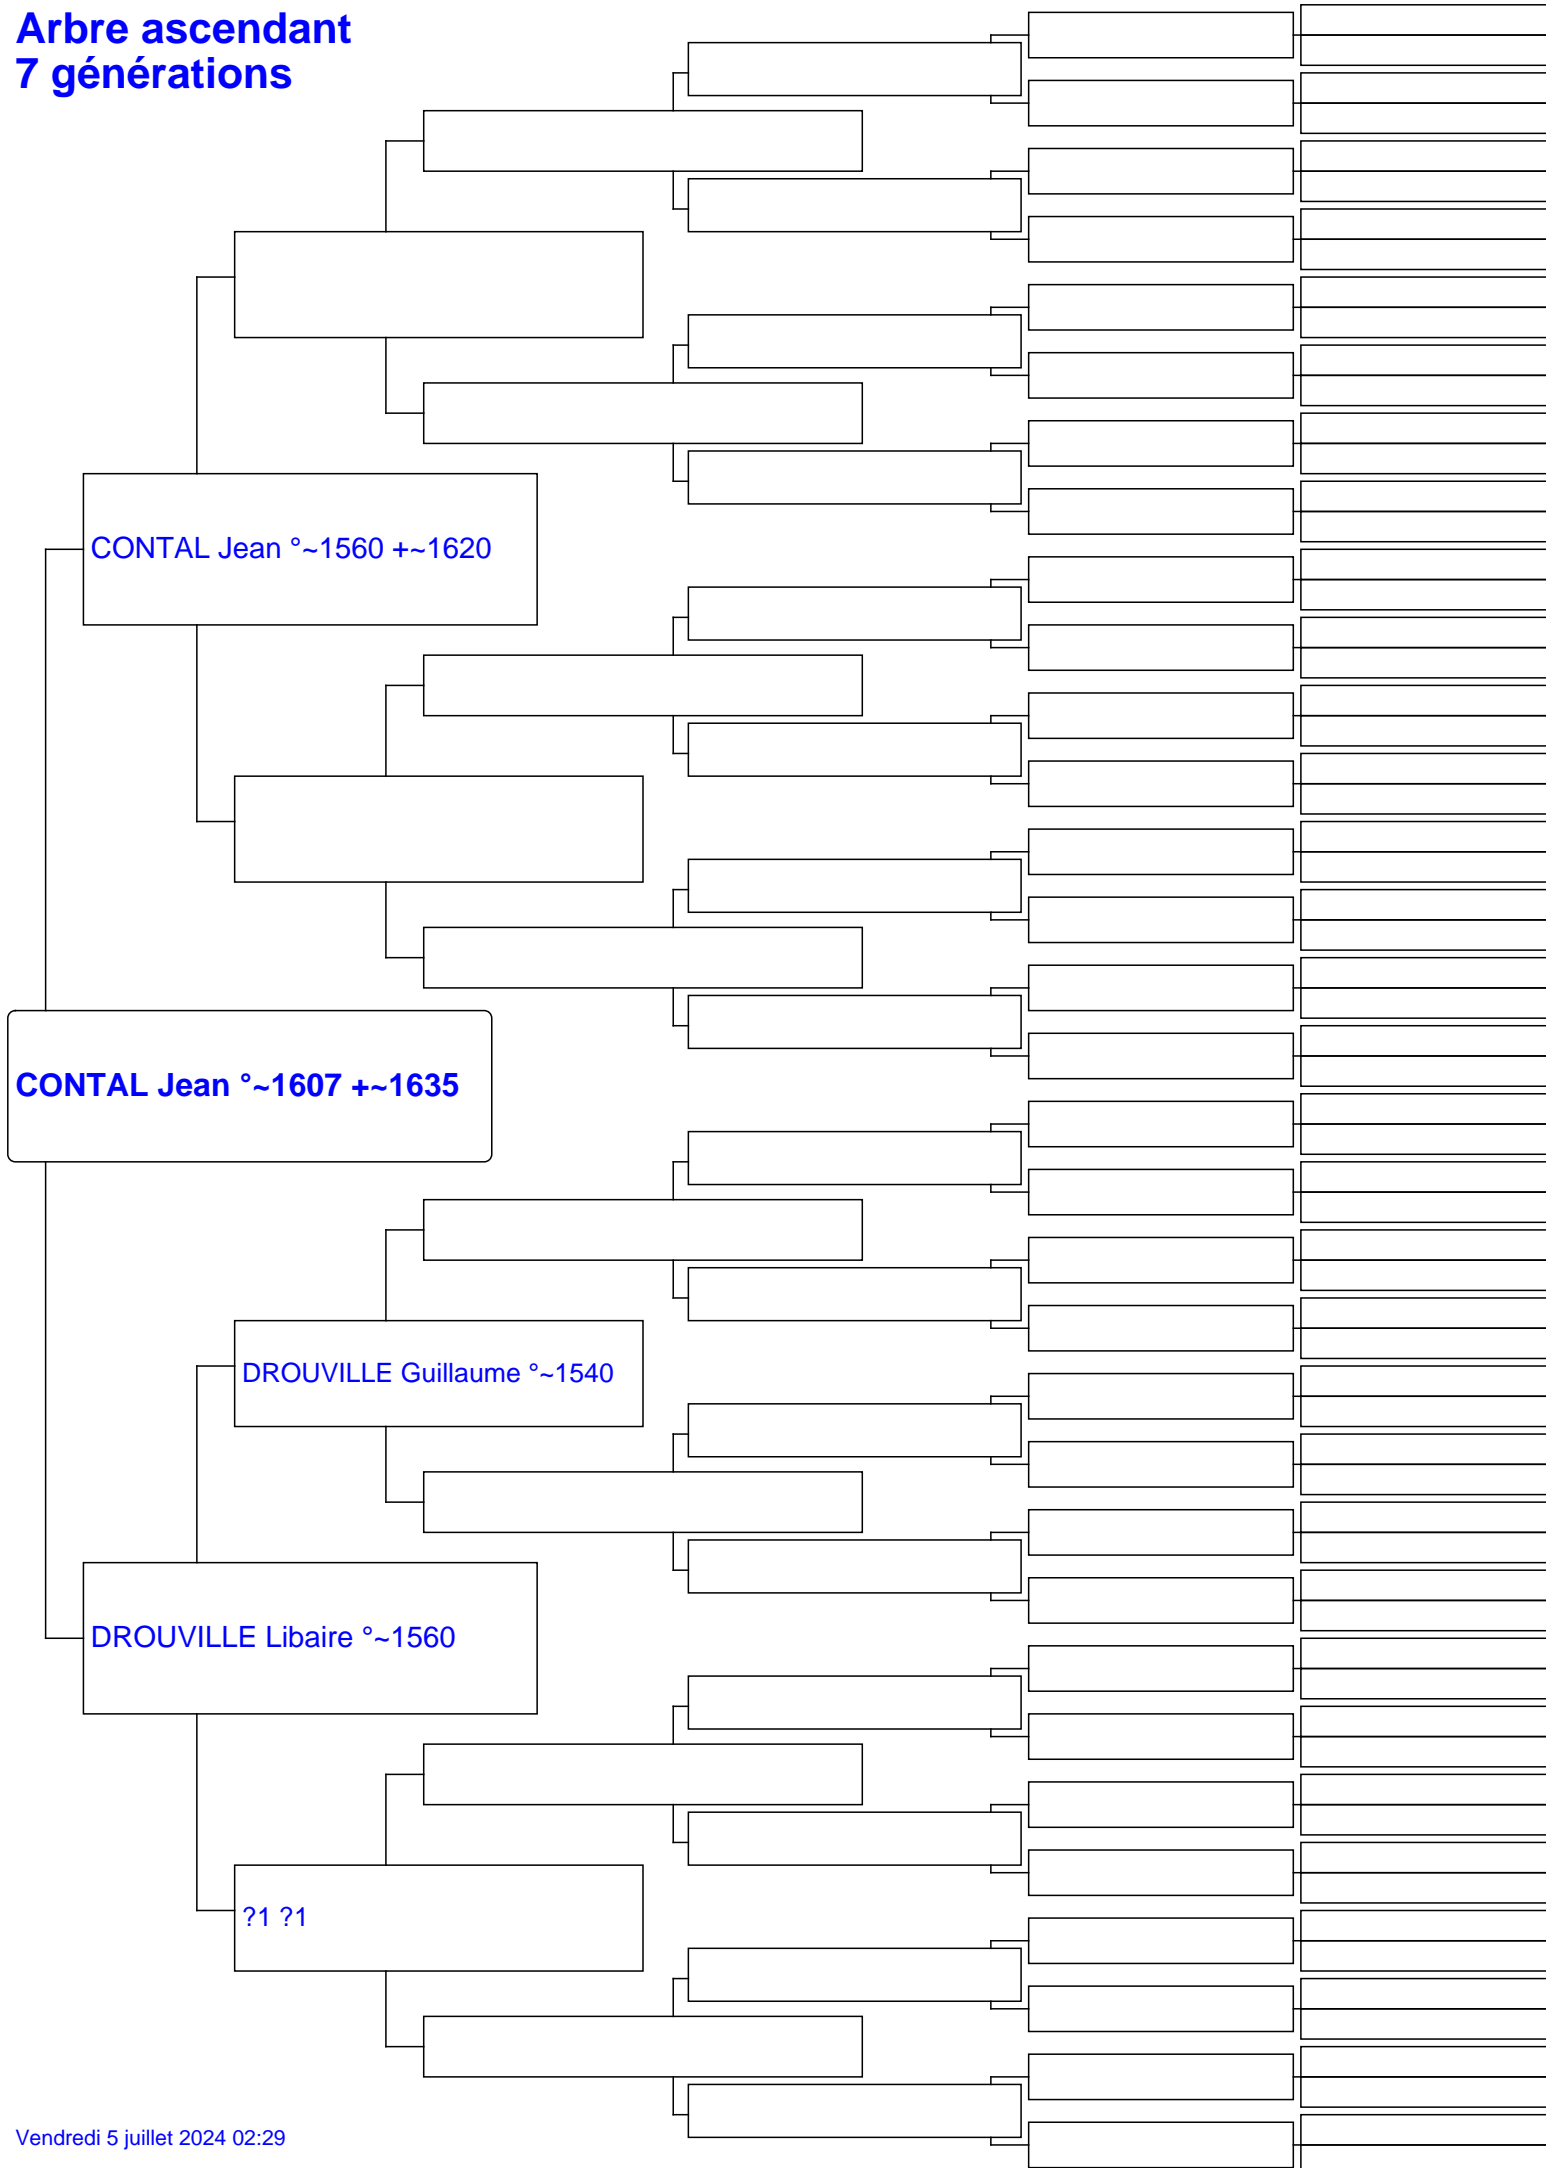 Arbre ascendant
7 générations
CONTAL Jean °~1560 +~1620
CONTAL Jean °~1607 +~1635
DROUVILLE Guillaume °~1540
DROUVILLE Libaire °~1560
?1 ?1
Vendredi 5 juillet 2024 02:29